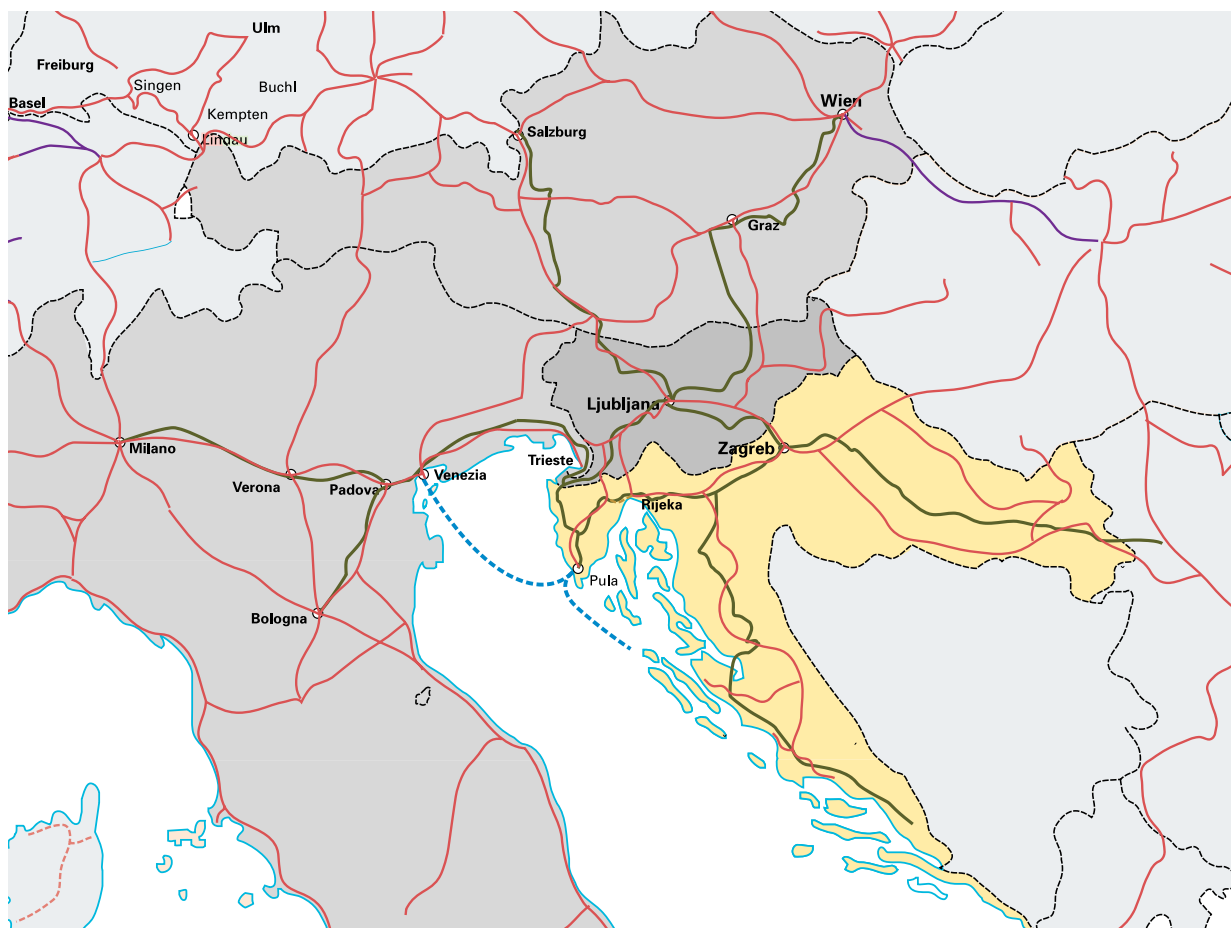 Ulm
Freiburg
Singen
Buchl
Basel
Kempten
Lindau
Wien
Salzburg
Graz
Ljubljana
Milano
Zagreb
Trieste
Venezia
Verona
Padova
Rijeka
Pula
Bologna